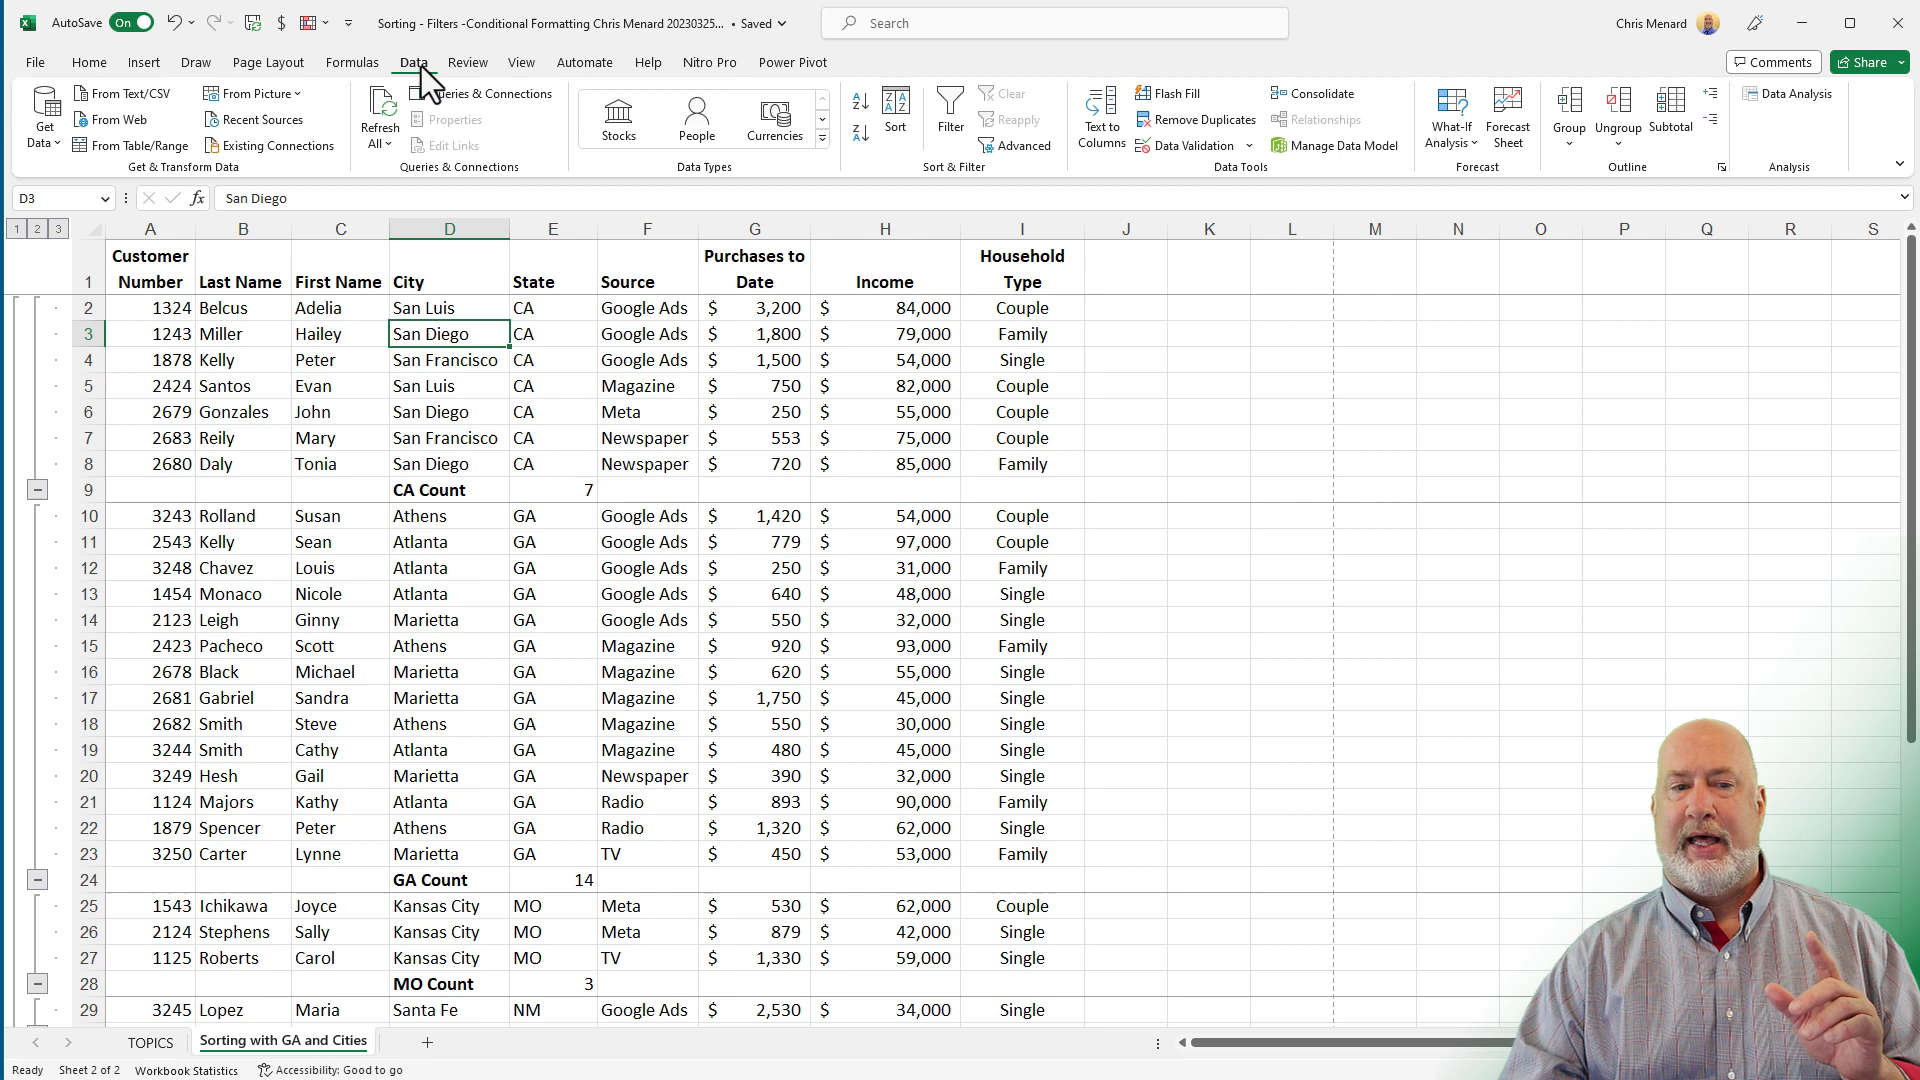 AutoSave On $ Sorting - Filters -Conditional Formatting Chris Menard 20230325... • Saved Search Chris Menard
File Home Insert Draw Page Layout Formulas Data Review View Automate Help Nitro Pro Power Pivot Comments Share
Get Data
From Text/CSV
From Web
From Table/Range
From Picture
Recent Sources
Existing Connections
Get & Transform Data
Refresh All
ueries & Connections
Properties
Edit Links
Queries & Connections
Stocks People Currencies
Data Types
Sort Filter
Clear
Reapply
Advanced
Sort & Filter
Text to Columns
Flash Fill
Remove Duplicates
Data Validation
Consolidate
Relationships
Manage Data Model
Data Tools
What-If Analysis
Forecast Sheet
Forecast
Group Ungroup Subtotal
Outline
Data Analysis
Analysis
D3 fx San Diego
1 2 3 A B C D E F G H I J K L M N O P Q R S
Customer Purchases to Household
1 Number Last Name First Name City State Source Date Income Type
2 1324 Belcus Adelia San Luis CA Google Ads $ 3,200 $ 84,000 Couple
3 1243 Miller Hailey San Diego CA Google Ads $ 1,800 $ 79,000 Family
4 1878 Kelly Peter San Francisco CA Google Ads $ 1,500 $ 54,000 Single
5 2424 Santos Evan San Luis CA Magazine $ 750 $ 82,000 Couple
6 2679 Gonzales John San Diego CA Meta $ 250 $ 55,000 Couple
7 2683 Reily Mary San Francisco CA Newspaper $ 553 $ 75,000 Couple
8 2680 Daly Tonia San Diego CA Newspaper $ 720 $ 85,000 Family
9 CA Count 7
10 3243 Rolland Susan Athens GA Google Ads $ 1,420 $ 54,000 Couple
11 2543 Kelly Sean Atlanta GA Google Ads $ 779 $ 97,000 Couple
12 3248 Chavez Louis Atlanta GA Google Ads $ 250 $ 31,000 Family
13 1454 Monaco Nicole Atlanta GA Google Ads $ 640 $ 48,000 Single
14 2123 Leigh Ginny Marietta GA Google Ads $ 550 $ 32,000 Single
15 2423 Pacheco Scott Athens GA Magazine $ 920 $ 93,000 Family
16 2678 Black Michael Marietta GA Magazine $ 620 $ 55,000 Single
17 2681 Gabriel Sandra Marietta GA Magazine $ 1,750 $ 45,000 Single
18 2682 Smith Steve Athens GA Magazine $ 550 $ 30,000 Single
19 3244 Smith Cathy Atlanta GA Magazine $ 480 $ 45,000 Single
20 3249 Hesh Gail Marietta GA Newspaper $ 390 $ 32,000 Single
21 1124 Majors Kathy Atlanta GA Radio $ 893 $ 90,000 Family
22 1879 Spencer Peter Athens GA Radio $ 1,320 $ 62,000 Single
23 3250 Carter Lynne Marietta GA TV $ 450 $ 53,000 Family
24 GA Count 14
25 1543 Ichikawa Joyce Kansas City MO Meta $ 530 $ 62,000 Couple
26 2124 Stephens Sally Kansas City MO Meta $ 879 $ 42,000 Single
27 1125 Roberts Carol Kansas City MO TV $ 1,330 $ 59,000 Single
28 MO Count 3
29 3245 Lopez Maria Santa Fe NM Google Ads $ 2,530 $ 34,000 Single
TOPICS Sorting with GA and Cities
Ready Sheet 2 of 2 Workbook Statistics Accessibility: Good to go